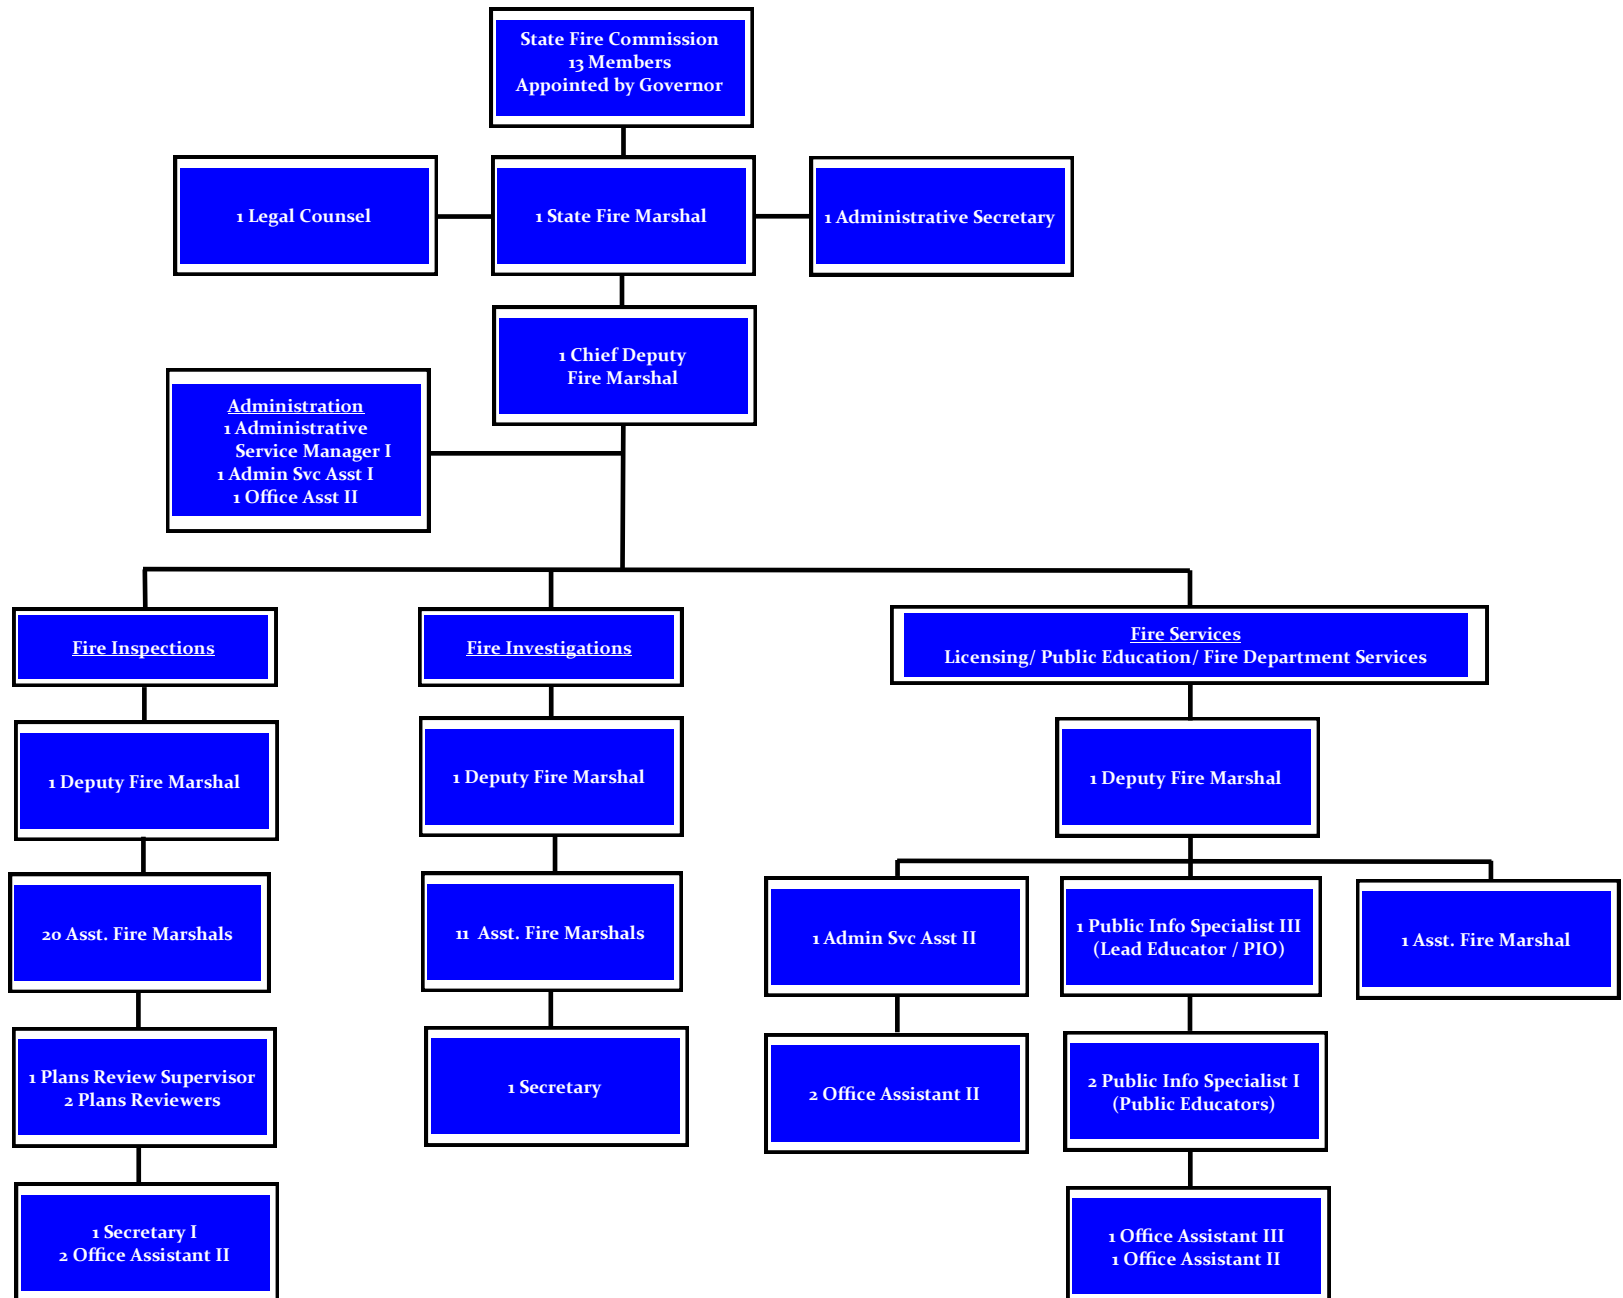 State Fire Commission
13 Members
Appointed by Governor
1 Legal Counsel
1 State Fire Marshal
1 Administrative Secretary
1 Chief Deputy
Fire Marshal
Administration
1 Administrative
Service Manager I
1 Admin Svc Asst I
1 Office Asst II
Fire Inspections
Fire Investigations
Fire Services
Licensing/ Public Education/ Fire Department Services
1 Deputy Fire Marshal
1 Deputy Fire Marshal
1 Deputy Fire Marshal
20 Asst. Fire Marshals
11 Asst. Fire Marshals
1 Admin Svc Asst II
1 Public Info Specialist III
(Lead Educator / PIO)
1 Asst. Fire Marshal
1 Plans Review Supervisor
2 Plans Reviewers
1 Secretary
2 Office Assistant II
2 Public Info Specialist I
(Public Educators)
1 Secretary I
2 Office Assistant II
1 Office Assistant III
1 Office Assistant II